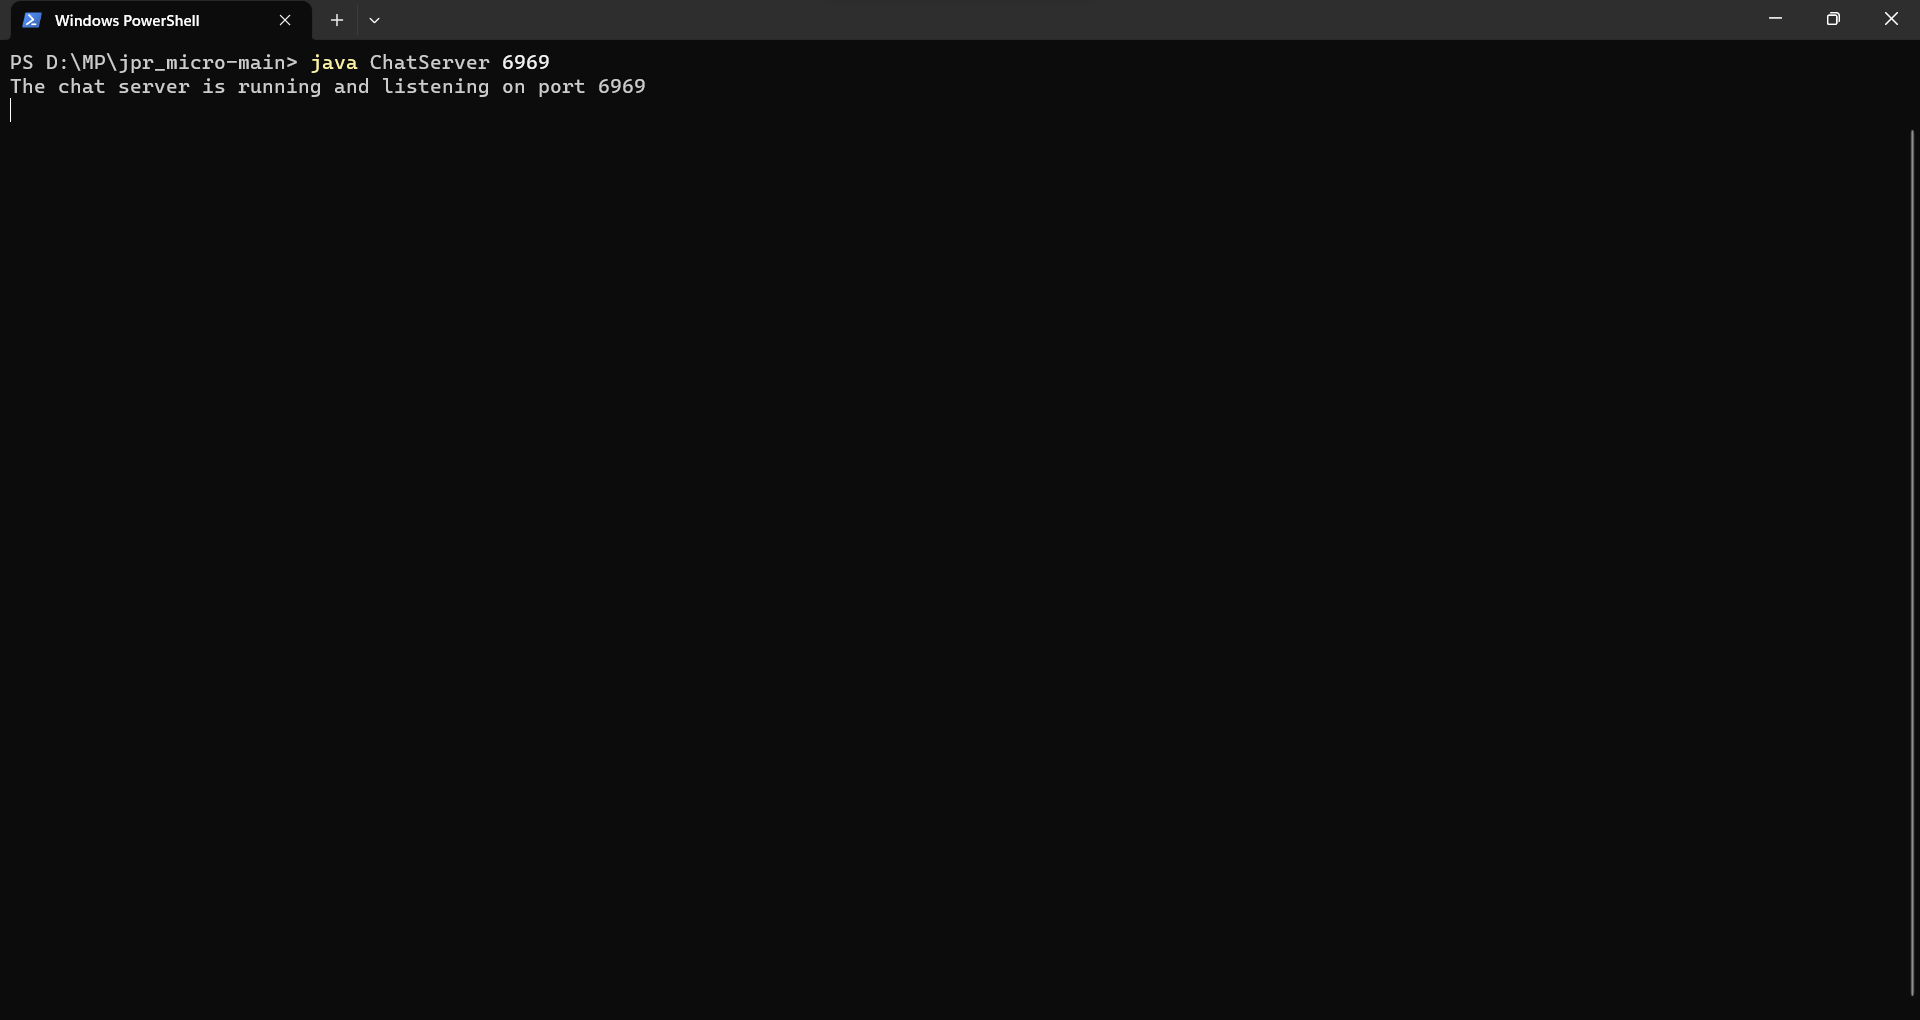 Windows PowerShell
PS D:\MP\jpr_micro-main> java ChatServer 6969
The chat server is running and listening on port 6969